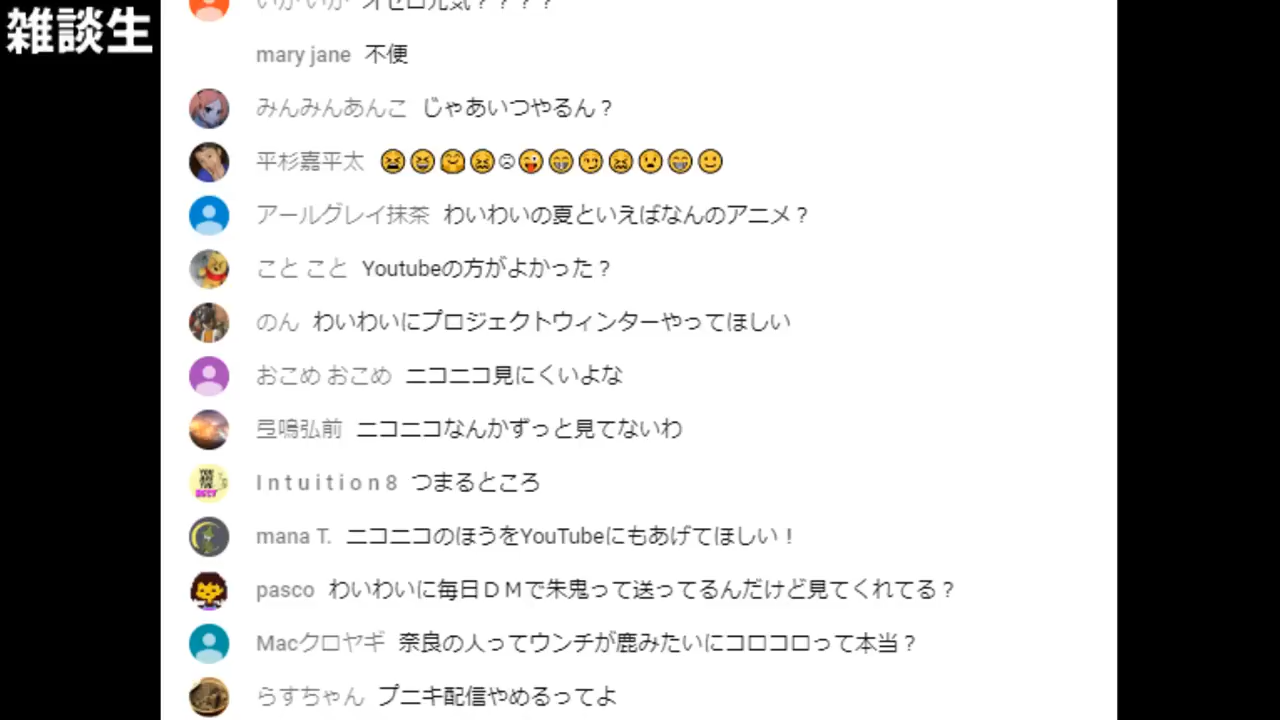 雑談生
いか いか オセロ元気？？？？
mary jane 不便
みんみんあんこ じゃあいつやるん？
平杉嘉平太 😫😆🤗😖☹😜😁😏😖😧😁🙂
アールグレイ抹茶 わいわいの夏といえばなんのアニメ？
こと こと Youtubeの方がよかった？
のん わいわいにプロジェクトウィンターやってほしい
おこめ おこめ ニコニコ見にくいよな
弖鳴弘前 ニコニコなんかずっと見てないわ
I n t u i t i o n 8 つまるところ
mana T. ニコニコのほうをYouTubeにもあげてほしい！
pasco わいわいに毎日ＤＭで朱鬼って送ってるんだけど見てくれてる？
Macクロヤギ 奈良の人ってウンチが鹿みたいにコロコロって本当？
らすちゃん プニキ配信やめるってよ